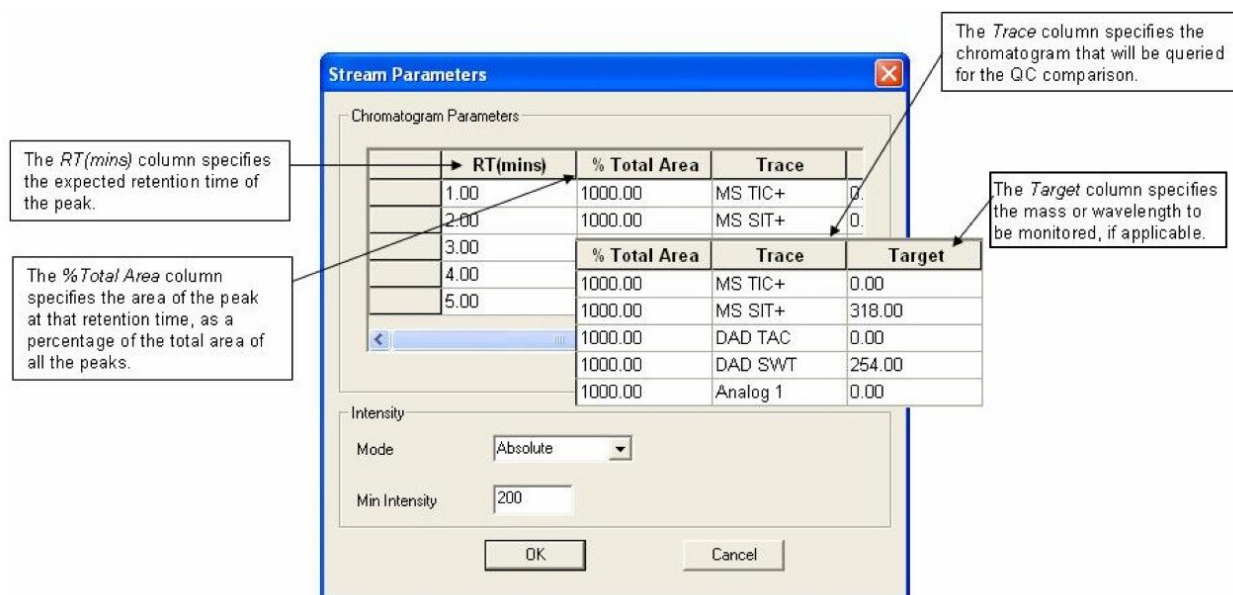 The Trace column specifies the
chromatogram that will be queried
for the QC comparison.
Stream Parameters
Chromatogram Parameters
The RT(mins) column specifies
the expected retention time of
the peak.
RT(mins) % Total Area Trace
1.00 1000.00 MS TIC+ 0.
2.00 1000.00 MS SIT+ 0.
3.00
4.00
5.00
The Target column specifies
the mass or wavelength to
be monitored, if applicable.
% Total Area Trace Target
1000.00 MS TIC+ 0.00
1000.00 MS SIT+ 318.00
1000.00 DAD TAC 0.00
1000.00 DAD SWT 254.00
1000.00 Analog 1 0.00
The %Total Area column
specifies the area of the peak
at that retention time, as a
percentage of the total area of
all the peaks.
Intensity
Mode Absolute
Min Intensity 200
OK Cancel